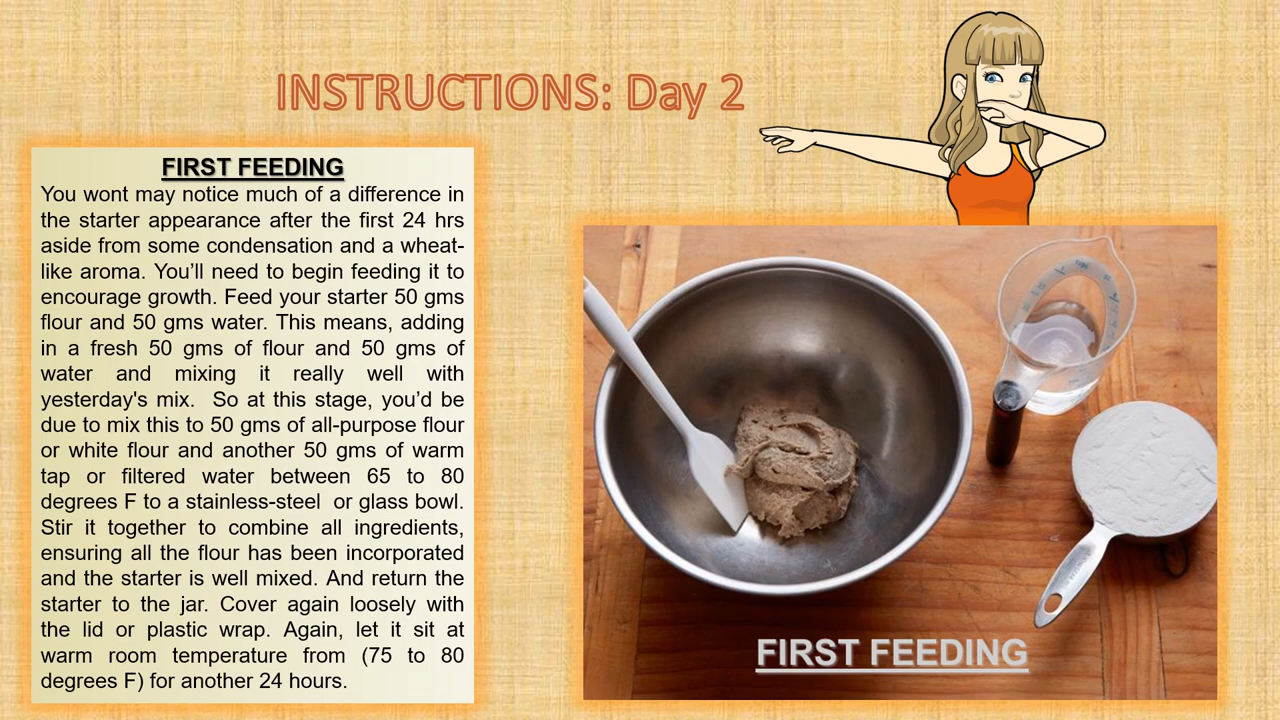 INSTRUCTIONS: Day 2
FIRST FEEDING
You wont may notice much of a difference in
the starter appearance after the first 24 hrs
aside from some condensation and a wheat-
like aroma. You’ll need to begin feeding it to
encourage growth. Feed your starter 50 gms
flour and 50 gms water. This means, adding
in a fresh 50 gms of flour and 50 gms of
water and mixing it really well with
yesterday's mix.  So at this stage, you’d be
due to mix this to 50 gms of all-purpose flour
or white flour and another 50 gms of warm
tap or filtered water between 65 to 80
degrees F to a stainless-steel  or glass bowl.
Stir it together to combine all ingredients,
ensuring all the flour has been incorporated
and the starter is well mixed. And return the
starter to the jar. Cover again loosely with
the lid or plastic wrap. Again, let it sit at
warm room temperature from (75 to 80
degrees F) for another 24 hours.
FIRST FEEDING